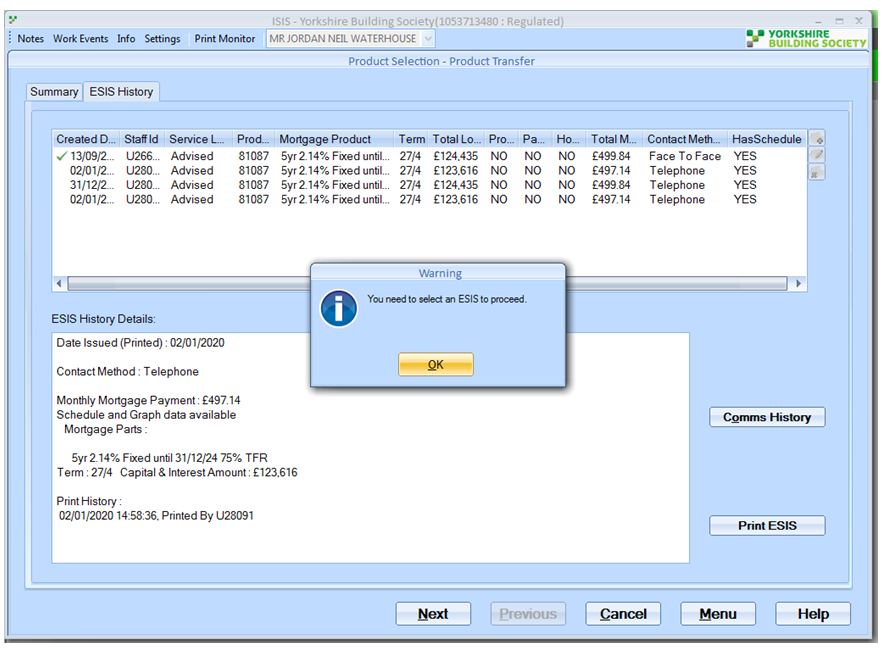 ISIS - Yorkshire Building Society(1053713480 : Regulated)
Notes Work Events Info Settings Print Monitor MR JORDAN NEIL WATERHOUSE
YORKSHIRE
BUILDING SOCIETY
Product Selection - Product Transfer
Summary ESIS History
Created D... Staff Id Service L... Prod... Mortgage Product Term Total Lo... Pro... Pa... Ho... Total M... Contact Meth... HasSchedule
13/09/2... U266... Advised 81087 5yr 2.14% Fixed until... 27/4 £124,435 NO NO NO £499.84 Face To Face YES
02/01/2... U280... Advised 81087 5yr 2.14% Fixed until... 27/4 £123,616 NO NO NO £497.14 Telephone YES
31/12/2... U280... Advised 81087 5yr 2.14% Fixed until... 27/4 £124,435 NO NO NO £499.84 Telephone YES
02/01/2... U280... Advised 81087 5yr 2.14% Fixed until... 27/4 £123,616 NO NO NO £497.14 Telephone YES
Warning
You need to select an ESIS to proceed.
OK
ESIS History Details:
Date Issued (Printed) : 02/01/2020
Contact Method : Telephone
Monthly Mortgage Payment : £497.14
Schedule and Graph data available
Mortgage Parts :
5yr 2.14% Fixed until 31/12/24 75% TFR
Term : 27/4 Capital & Interest Amount : £123,616
Print History :
02/01/2020 14:58:36, Printed By U28091
Comms History
Print ESIS
Next Previous Cancel Menu Help